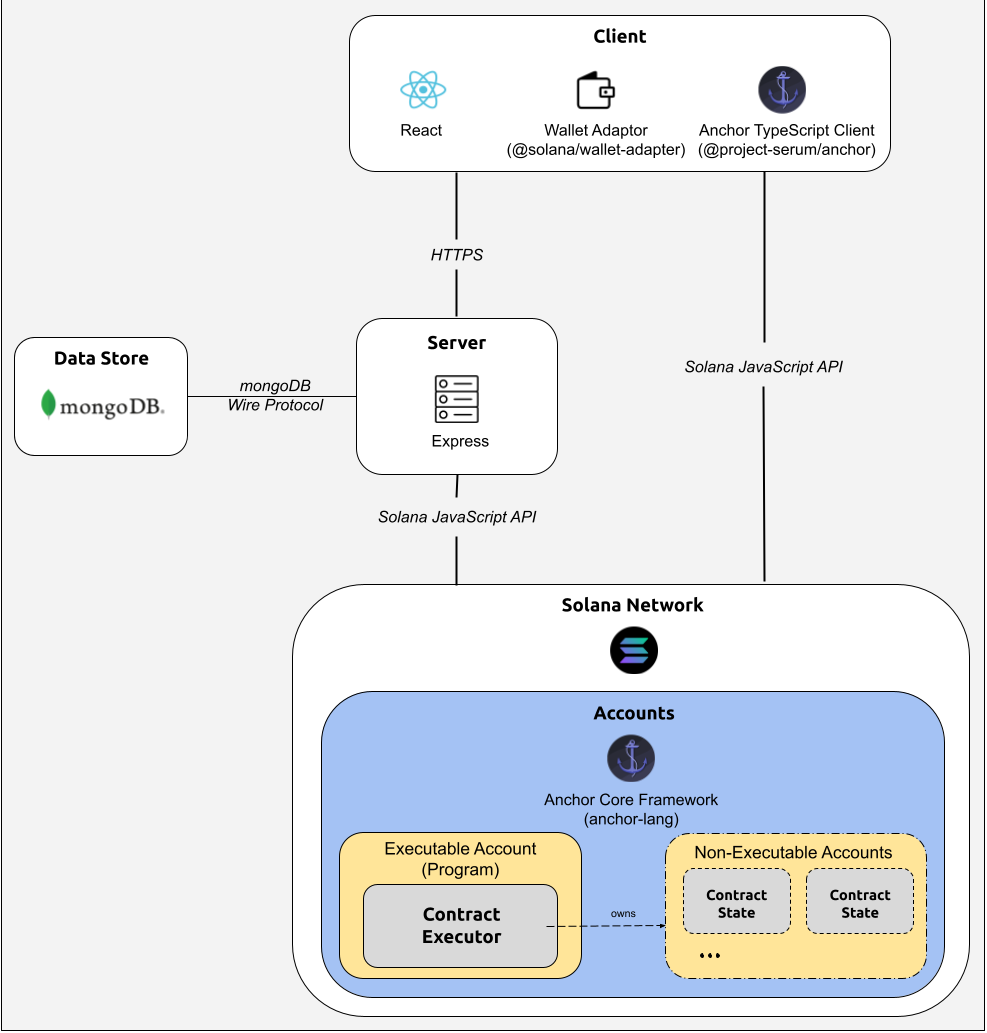 Client
React
Wallet Adaptor
(@solana/wallet-adapter)
Anchor TypeScript Client
(@project-serum/anchor)
HTTPS
Solana JavaScript API
Data Store
mongoDB.
mongoDB
Wire Protocol
Server
Express
Solana JavaScript API
Solana Network
Accounts
Anchor Core Framework
(anchor-lang)
Executable Account
(Program)
Contract
Executor
owns
Non-Executable Accounts
Contract
State
Contract
State
...